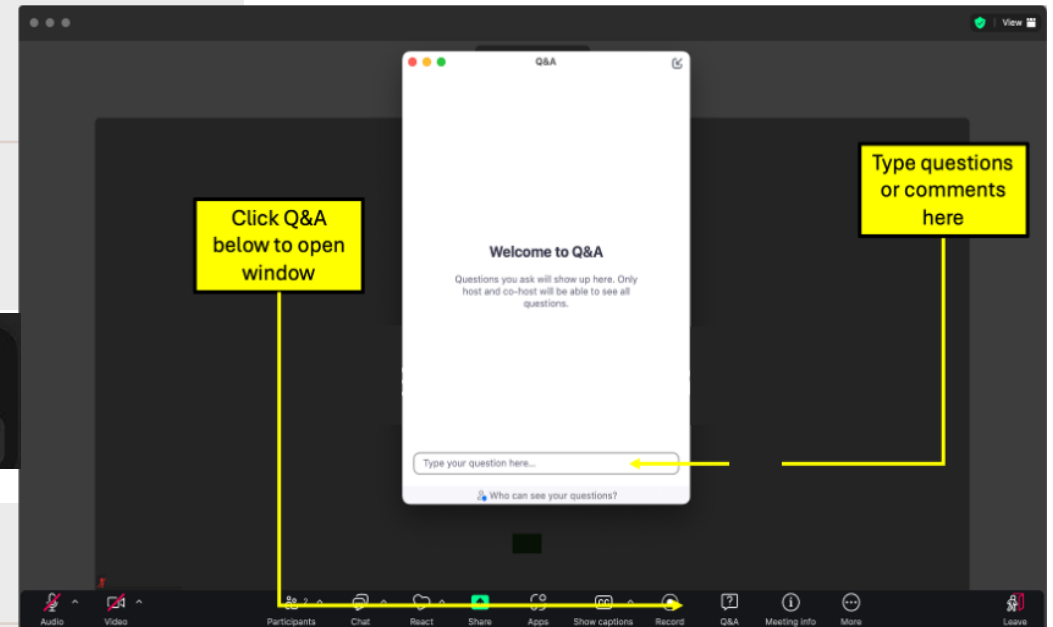 View
Q&A
Type questions
or comments
here
Click Q&A
below to open
window
Welcome to Q&A
Questions you ask will show up here. Only
host and co-host will be able to see all
questions.
Type your question here...
Who can see your questions?
2
Audio Video Participants Chat React Share Apps Show captions Record Q&A Meeting info More Leave